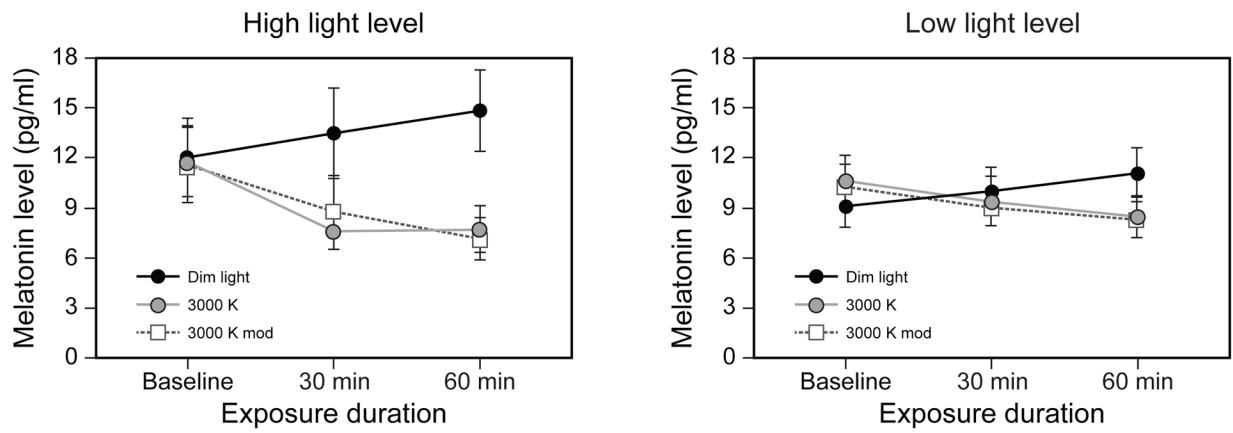 High light level
Melatonin level (pg/ml)
18
15
12
9
6
3
0
Dim light
3000 K
3000 K mod
Baseline
30 min
60 min
Exposure duration
Low light level
Melatonin level (pg/ml)
18
15
12
9
6
3
0
Dim light
3000 K
3000 K mod
Baseline
30 min
60 min
Exposure duration